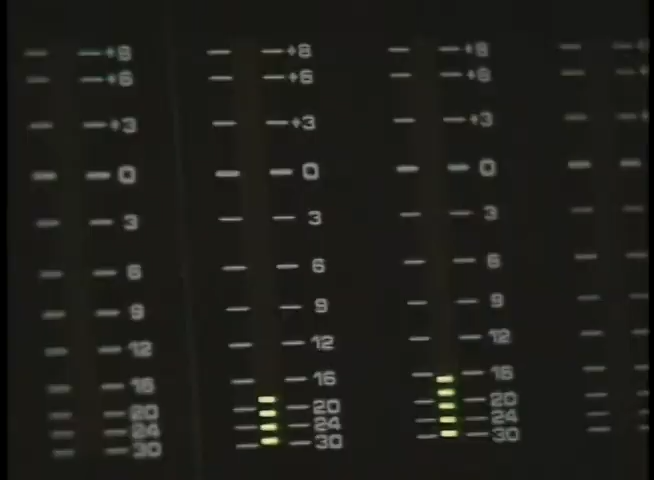 +8 +8 +8
+6 +6 +6
+3 +3 +3
0 0 0
3 3 3
6 6 6
9 9 9
12 12 12
16 16 16
20 20 20
24 24 24
30 30 30